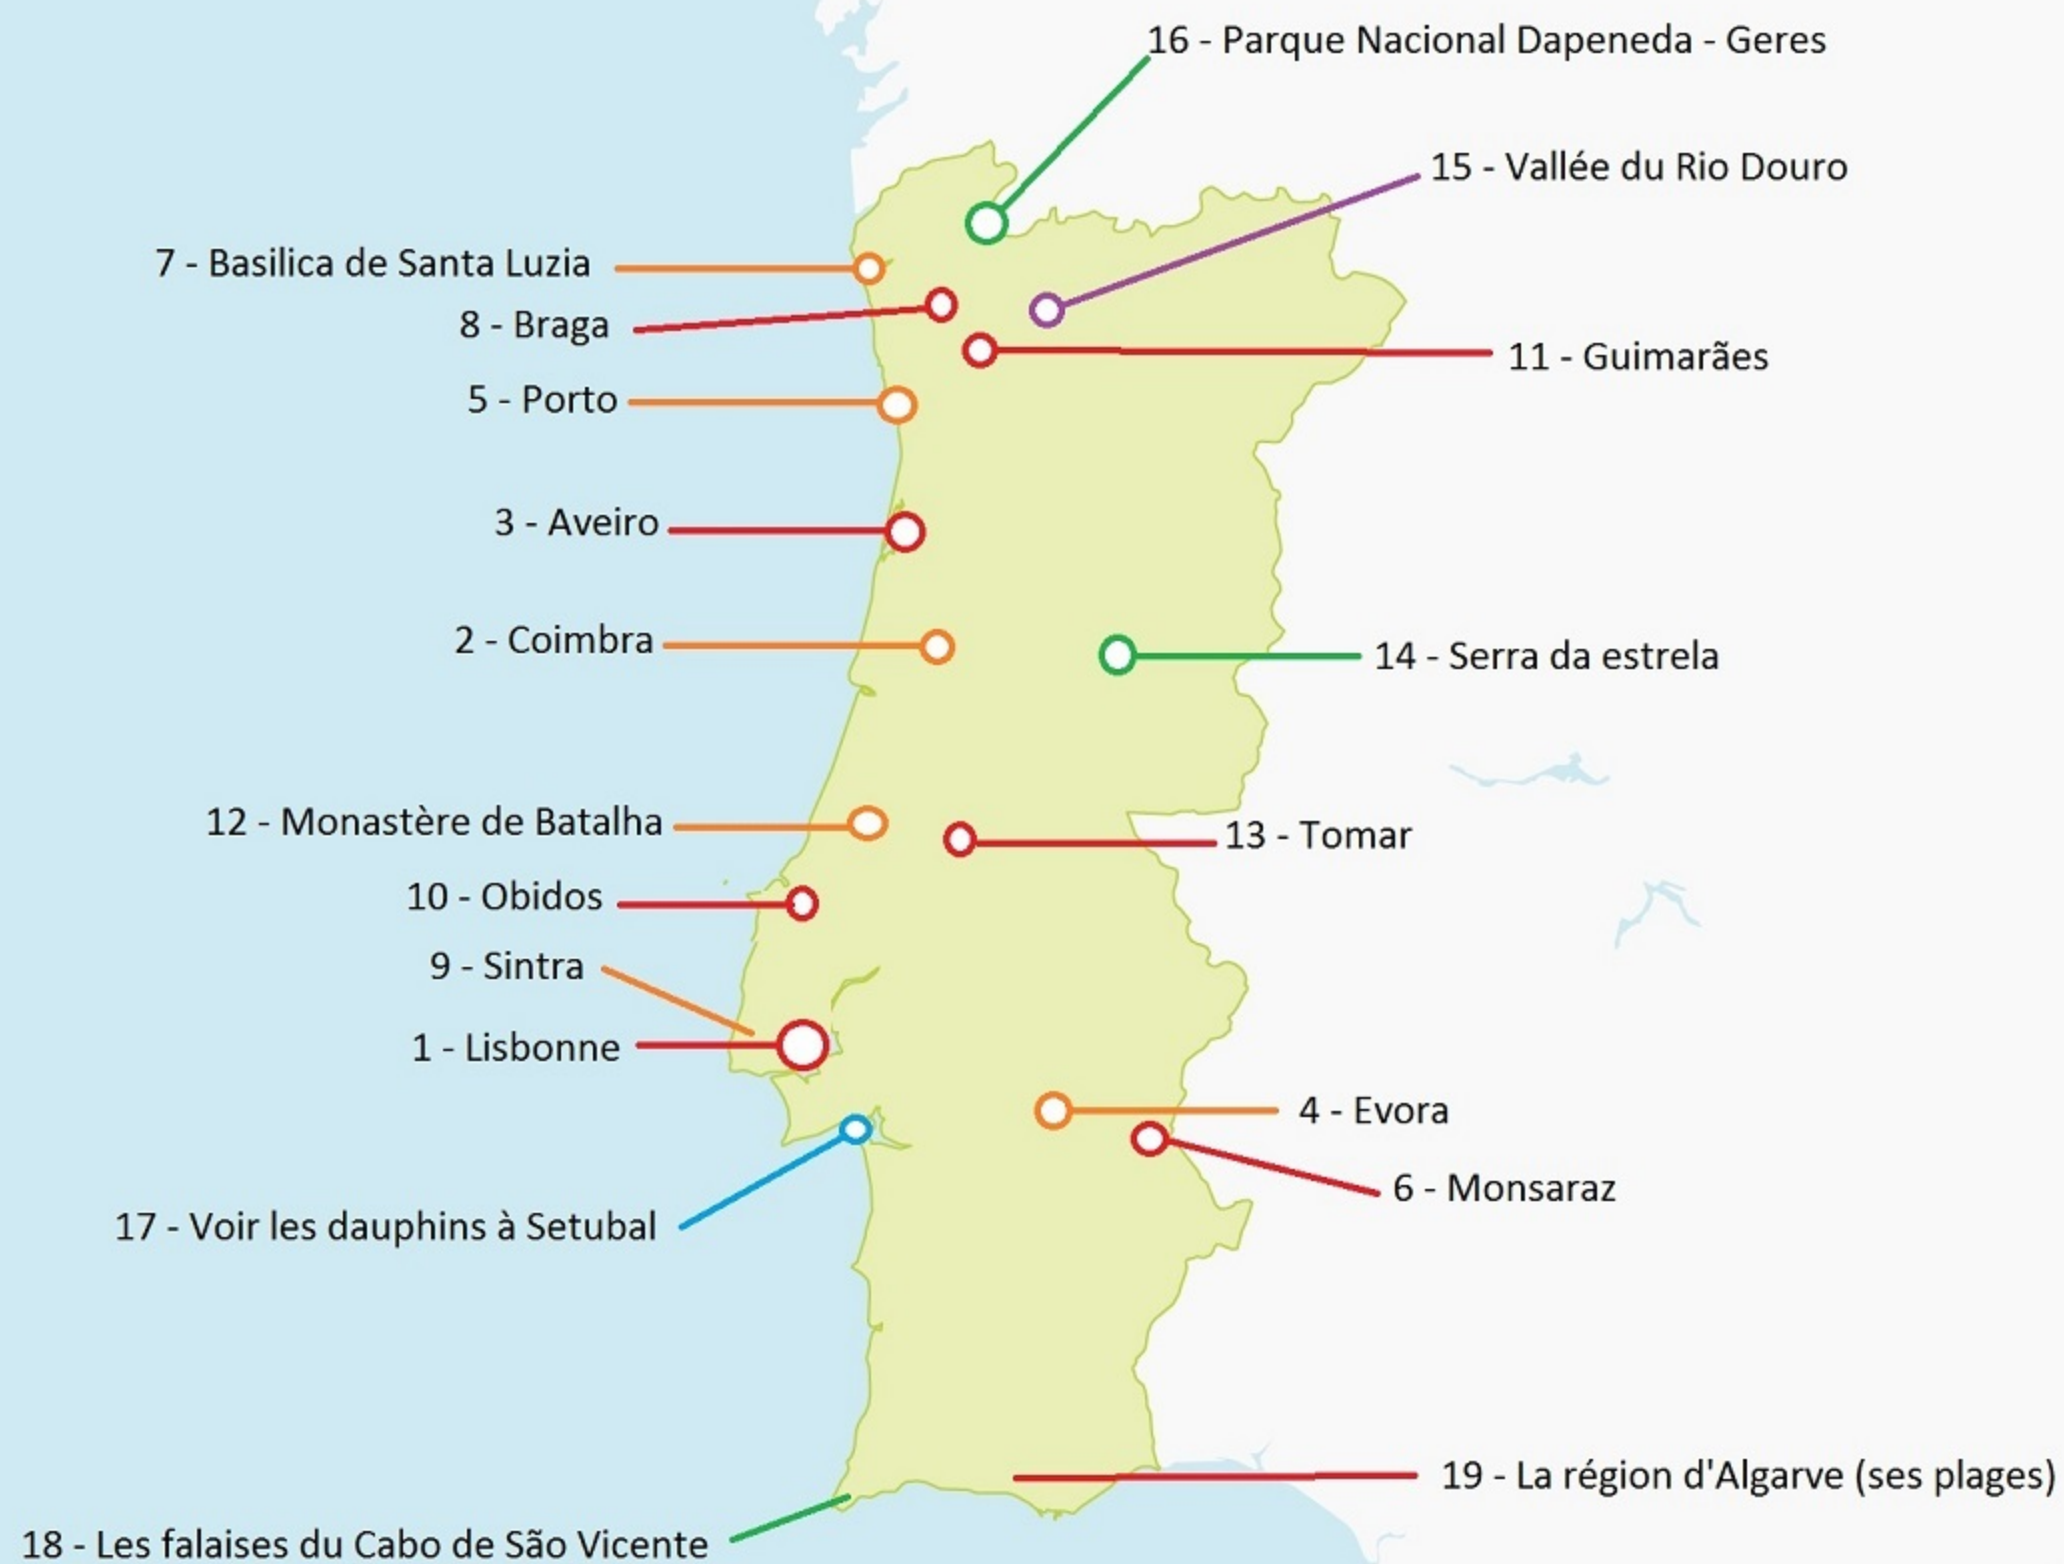 16 - Parque Nacional Dapeneda - Geres
15 - Vallée du Rio Douro
7 - Basilica de Santa Luzia
8 - Braga
11 - Guimarães
5 - Porto
3 - Aveiro
2 - Coimbra
14 - Serra da estrela
12 - Monastère de Batalha
13 - Tomar
10 - Obidos
9 - Sintra
1 - Lisbonne
4 - Evora
6 - Monsaraz
17 - Voir les dauphins à Setubal
19 - La région d'Algarve (ses plages)
18 - Les falaises du Cabo de São Vicente